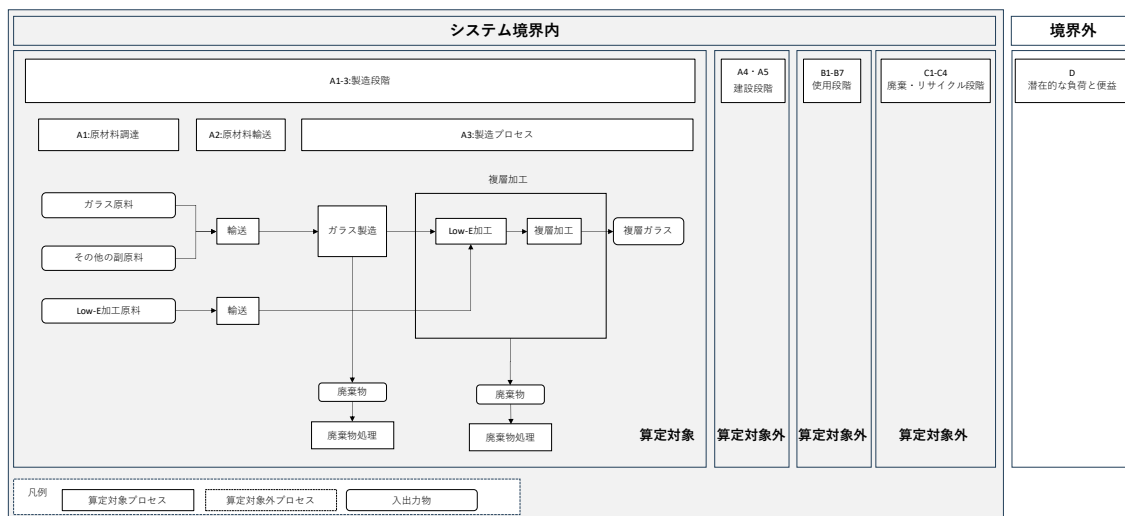 システム境界内
境界外
A1-3:製造段階
A4・A5
建設段階
B1-B7
使用段階
C1-C4
廃棄・リサイクル段階
D
潜在的な負荷と便益
A1:原材料調達
A2:原材料輸送
A3:製造プロセス
複層加工
ガラス原料
輸送
ガラス製造
Low-E加工
複層加工
複層ガラス
その他の副原料
Low-E加工原料
輸送
廃棄物
廃棄物
廃棄物処理
廃棄物処理
算定対象
算定対象外
算定対象外
算定対象外
凡例
算定対象プロセス
算定対象外プロセス
入出力物